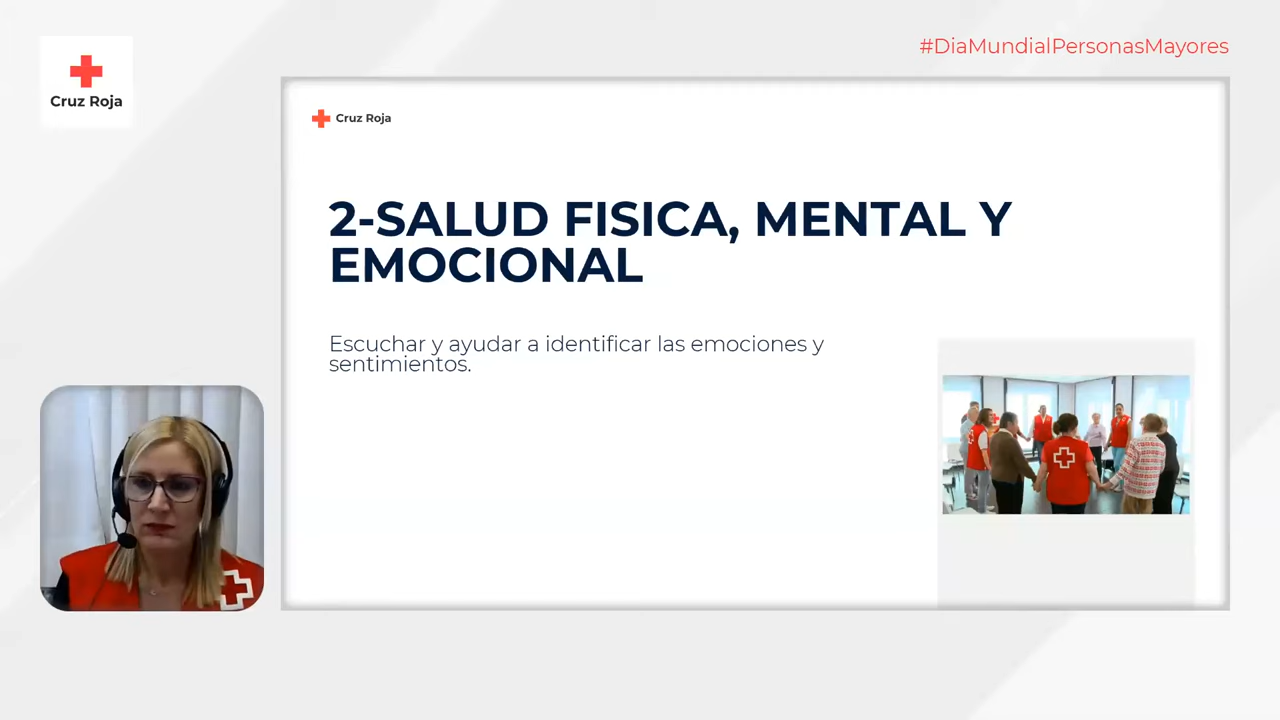 #DiaMundialPersonasMayores
Cruz Roja
Cruz Roja
2-SALUD FISICA, MENTAL Y
EMOCIONAL
Escuchar y ayudar a identificar las emociones y
sentimientos.